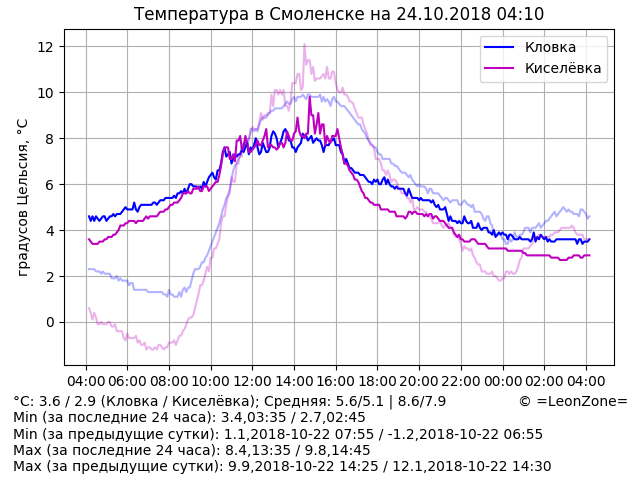 Температура в Смоленске на 24.10.2018 04:10
Кловка
Киселёвка
градусов Цельсия, °C
12
10
8
6
4
2
0
04:00 06:00 08:00 10:00 12:00 14:00 16:00 18:00 20:00 22:00 00:00 02:00 04:00
°C: 3.6 / 2.9 (Кловка / Киселёвка); Средняя: 5.6/5.1 | 8.6/7.9 © =LeonZone=
Min (за последние 24 часа): 3.4,03:35 / 2.7,02:45
Min (за предыдущие сутки): 1.1,2018-10-22 07:55 / -1.2,2018-10-22 06:55
Max (за последние 24 часа): 8.4,13:35 / 9.8,14:45
Max (за предыдущие сутки): 9.9,2018-10-22 14:25 / 12.1,2018-10-22 14:30